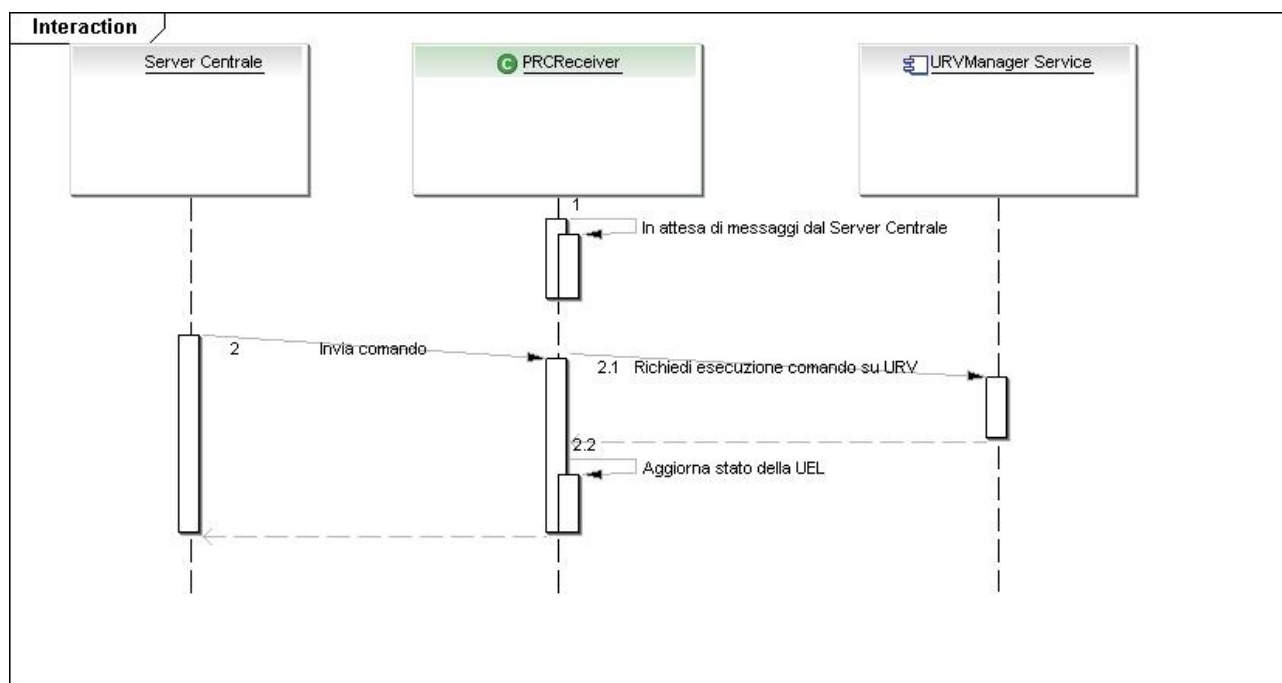 Interaction
Server Centrale
C PRCReceiver
URVManager Service
1
In attesa di messaggi dal Server Centrale
2 Invia comando
2.1 Richiedi esecuzione comando su URV
2.2
Aggiorna stato della UEL